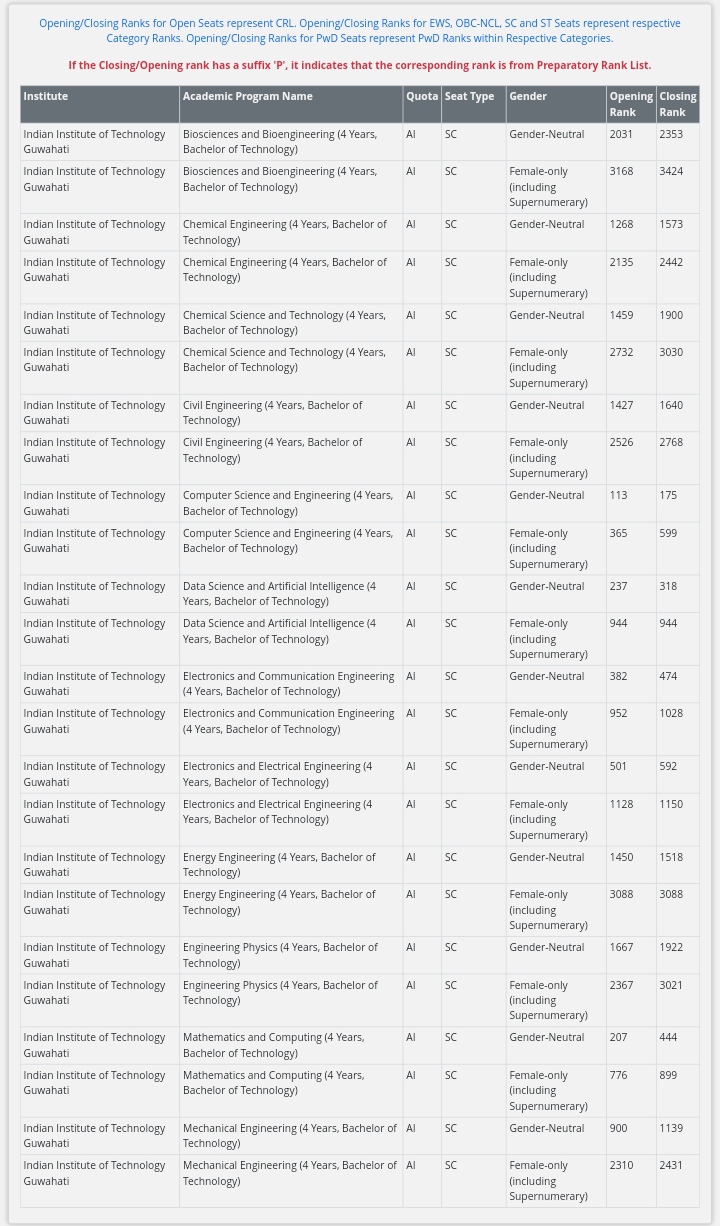 Opening/Closing Ranks for Open Seats represent CRL. Opening/Closing Ranks for EWS, OBC-NCL, SC and ST Seats represent respective
Category Ranks. Opening/Closing Ranks for PwD Seats represent PwD Ranks within Respective Categories.
If the Closing/Opening rank has a suffix 'P', it indicates that the corresponding rank is from Preparatory Rank List.
Institute Academic Program Name Quota Seat Type Gender Opening Closing
Rank Rank
Indian Institute of Technology Biosciences and Bioengineering (4 Years, AI SC Gender-Neutral 2031 2353
Guwahati Bachelor of Technology)
Indian Institute of Technology Biosciences and Bioengineering (4 Years, AI SC Female-only 3168 3424
Guwahati Bachelor of Technology) (including
Supernumerary)
Indian Institute of Technology Chemical Engineering (4 Years, Bachelor of AI SC Gender-Neutral 1268 1573
Guwahati Technology)
Indian Institute of Technology Chemical Engineering (4 Years, Bachelor of AI SC Female-only 2135 2442
Guwahati Technology) (including
Supernumerary)
Indian Institute of Technology Chemical Science and Technology (4 Years, AI SC Gender-Neutral 1459 1900
Guwahati Bachelor of Technology)
Indian Institute of Technology Chemical Science and Technology (4 Years, AI SC Female-only 2732 3030
Guwahati Bachelor of Technology) (including
Supernumerary)
Indian Institute of Technology Civil Engineering (4 Years, Bachelor of AI SC Gender-Neutral 1427 1640
Guwahati Technology)
Indian Institute of Technology Civil Engineering (4 Years, Bachelor of AI SC Female-only 2526 2768
Guwahati Technology) (including
Supernumerary)
Indian Institute of Technology Computer Science and Engineering (4 Years, AI SC Gender-Neutral 113 175
Guwahati Bachelor of Technology)
Indian Institute of Technology Computer Science and Engineering (4 Years, AI SC Female-only 365 599
Guwahati Bachelor of Technology) (including
Supernumerary)
Indian Institute of Technology Data Science and Artificial Intelligence (4 AI SC Gender-Neutral 237 318
Guwahati Years, Bachelor of Technology)
Indian Institute of Technology Data Science and Artificial Intelligence (4 AI SC Female-only 944 944
Guwahati Years, Bachelor of Technology) (including
Supernumerary)
Indian Institute of Technology Electronics and Communication Engineering AI SC Gender-Neutral 382 474
Guwahati (4 Years, Bachelor of Technology)
Indian Institute of Technology Electronics and Communication Engineering AI SC Female-only 952 1028
Guwahati (4 Years, Bachelor of Technology) (including
Supernumerary)
Indian Institute of Technology Electronics and Electrical Engineering (4 AI SC Gender-Neutral 501 592
Guwahati Years, Bachelor of Technology)
Indian Institute of Technology Electronics and Electrical Engineering (4 AI SC Female-only 1128 1150
Guwahati Years, Bachelor of Technology) (including
Supernumerary)
Indian Institute of Technology Energy Engineering (4 Years, Bachelor of AI SC Gender-Neutral 1450 1518
Guwahati Technology)
Indian Institute of Technology Energy Engineering (4 Years, Bachelor of AI SC Female-only 3088 3088
Guwahati Technology) (including
Supernumerary)
Indian Institute of Technology Engineering Physics (4 Years, Bachelor of AI SC Gender-Neutral 1667 1922
Guwahati Technology)
Indian Institute of Technology Engineering Physics (4 Years, Bachelor of AI SC Female-only 2367 3021
Guwahati Technology) (including
Supernumerary)
Indian Institute of Technology Mathematics and Computing (4 Years, AI SC Gender-Neutral 207 444
Guwahati Bachelor of Technology)
Indian Institute of Technology Mathematics and Computing (4 Years, AI SC Female-only 776 899
Guwahati Bachelor of Technology) (including
Supernumerary)
Indian Institute of Technology Mechanical Engineering (4 Years, Bachelor of AI SC Gender-Neutral 900 1139
Guwahati Technology)
Indian Institute of Technology Mechanical Engineering (4 Years, Bachelor of AI SC Female-only 2310 2431
Guwahati Technology) (including
Supernumerary)